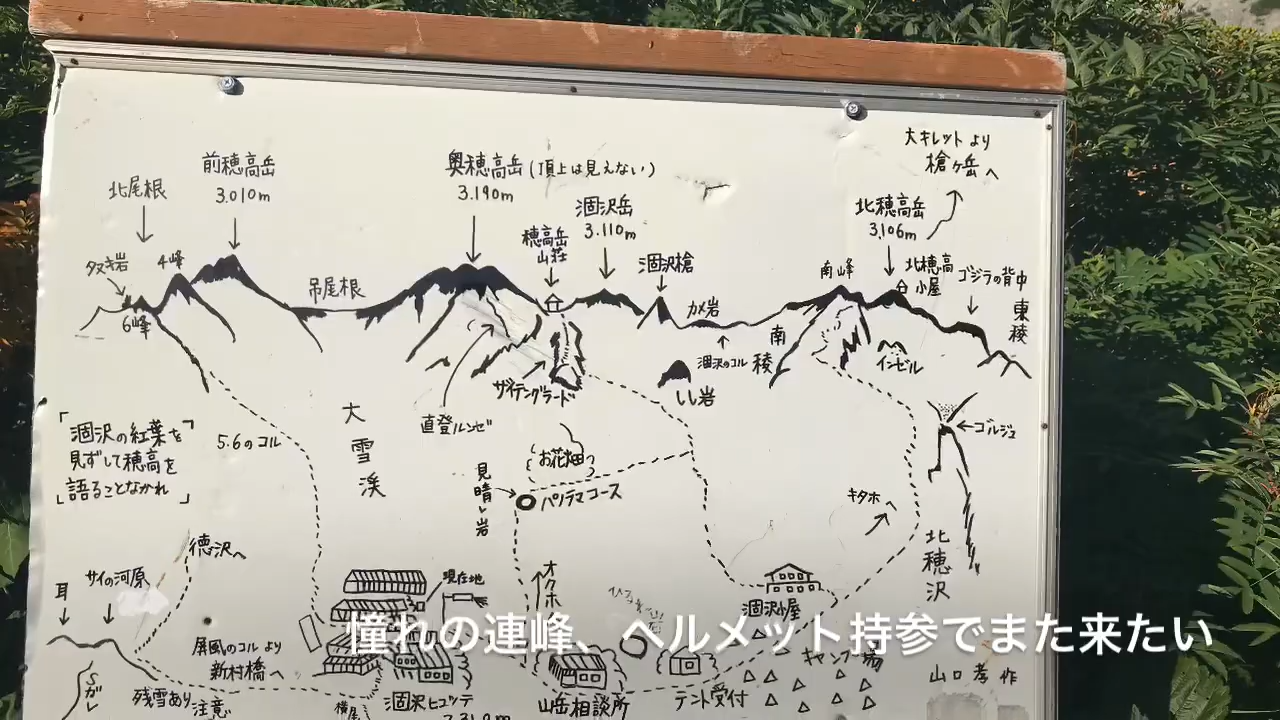 大キレットより
槍ヶ岳へ
前穂高岳
3.010m
奥穂高岳(頂上は見えない)
3.190m
北尾根
涸沢岳
3.110m
北穂高岳
3,106m
穂高岳
山荘
涸沢槍
タヌキ岩
4峰
6峰
吊尾根
カメ岩
南峰
北穂高
小屋
ゴジラの背中
東稜
涸沢のコル
南稜
インゼル
ザイテングラード
しし岩
直登ルンゼ
ゴルジュ
「涸沢の紅葉を
見ずして穂高を
語ることなかれ」
5.6のコル
大雪渓
お花畑
見晴し岩
パノラマコース
キタホへ
北穂沢
徳沢へ
耳
サイの河原
現在地
オクホ
涸沢小屋
憧れの連峰、ヘルメット持参でまた来たい
屏風のコルより
新村橋へ
ガレ
残雪あり
注意
涸沢ヒュッテ
山岳相談所
テント受付
キャンプ場
山口孝作